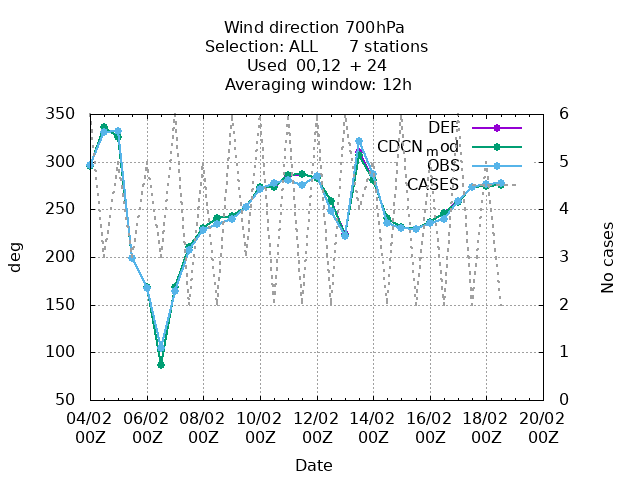 Wind direction 700hPa
Selection: ALL 7 stations
Used 00,12 + 24
Averaging window: 12h
DEF
CDCN_mod
OBS
CASES
350
300
250
200
150
100
50
deg
6
5
4
3
2
1
0
No cases
04/02 06/02 08/02 10/02 12/02 14/02 16/02 18/02 20/02
00Z 00Z 00Z 00Z 00Z 00Z 00Z 00Z 00Z
Date